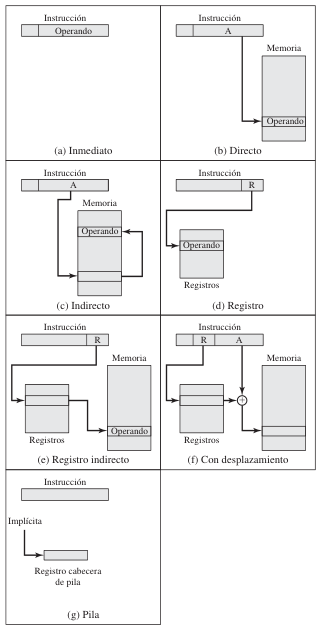 Instrucción
Operando
(a) Inmediato
Instrucción
A
Memoria
Operando
(b) Directo
Instrucción
A
Memoria
Operando
(c) Indirecto
Instrucción
R
Operando
Registros
(d) Registro
Instrucción
R
Memoria
Registros
Operando
(e) Registro indirecto
Instrucción
R A
Memoria
+
Registros
(f) Con desplazamiento
Instrucción
Implícita
Registro cabecera
de pila
(g) Pila